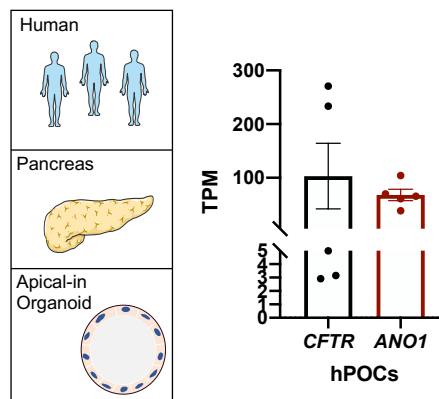 Human
Pancreas
Apical-in
Organoid
TPM
300
200
100
5
4
3
2
1
0
CFTR ANO1
hPOCs